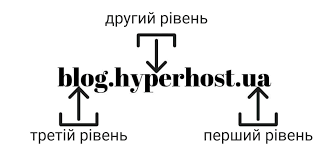 другий рівень
blog.hyperhost.ua
третій рівень
перший рівень